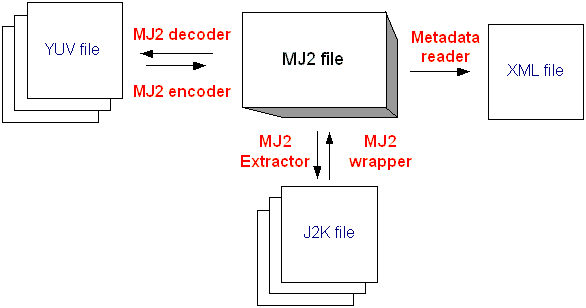 YUV file
MJ2 decoder
MJ2 encoder
MJ2 file
Metadata
reader
XML file
MJ2
Extractor
MJ2
wrapper
J2K file